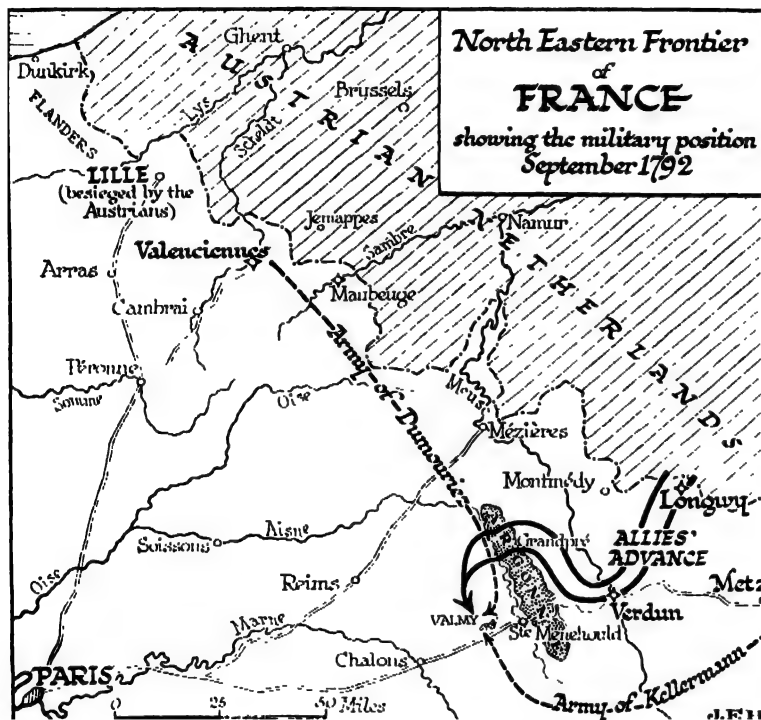 North Eastern Frontier
of
FRANCE
showing the military position
September 1792
AUSTRIAN
NETHERLANDS
Ghent
Dunkirk
FLANDERS
Lys
Scheldt
Brussels
LILLE
(besieged by the
Austrians)
Jemappes
Namur
Sambre
Valenciennes
Arras
Maubeuge
Cambrai
Péronne
Somme
Oise
Army of Dumouriez
Meuse
Mézières
Montmédy
Longwy
ALLIES'
ADVANCE
Grandpré
ARGONNE
Aisne
Soissons
Oise
Reims
Metz
Verdun
VALMY
Ste Menehould
Marne
Chalons
PARIS
Army of Kellermann
0 25 50
Miles